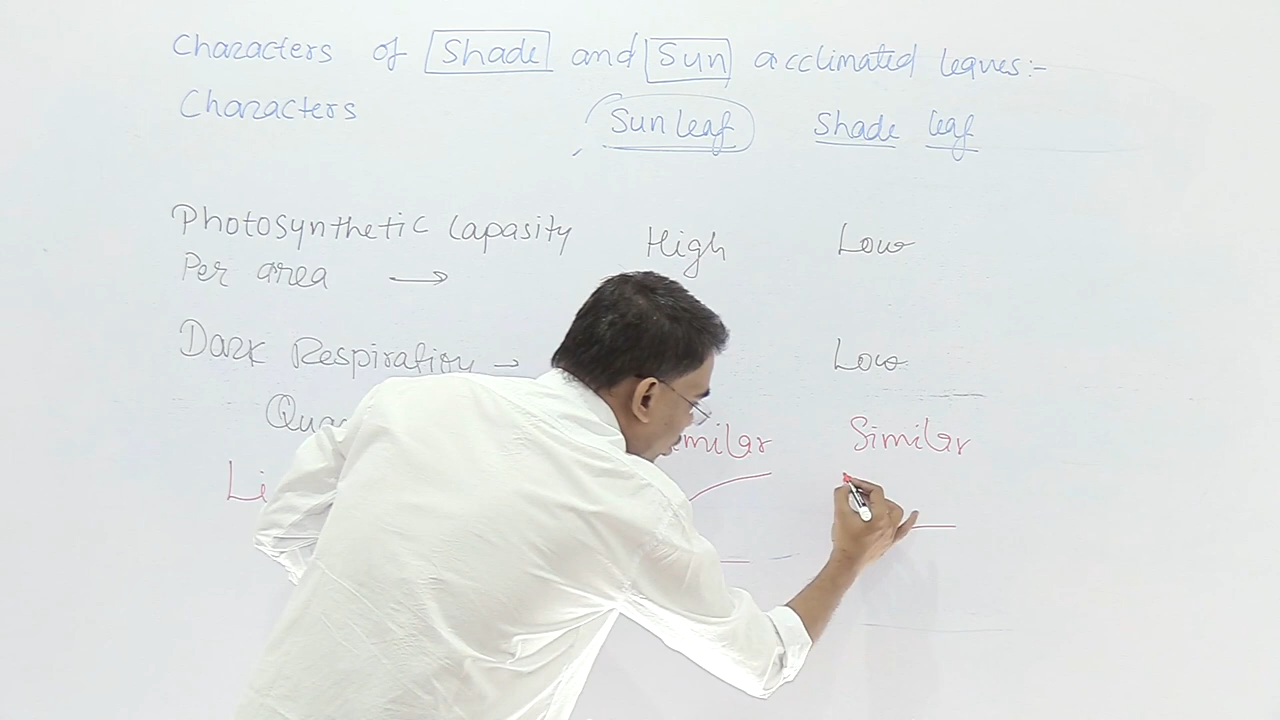 Characters of Shade and Sun acclimated leaves:-
Characters Sun leaf Shade leaf
Photosynthetic Capasity High Low
Per area →
Dark Respiration → Low
Similar